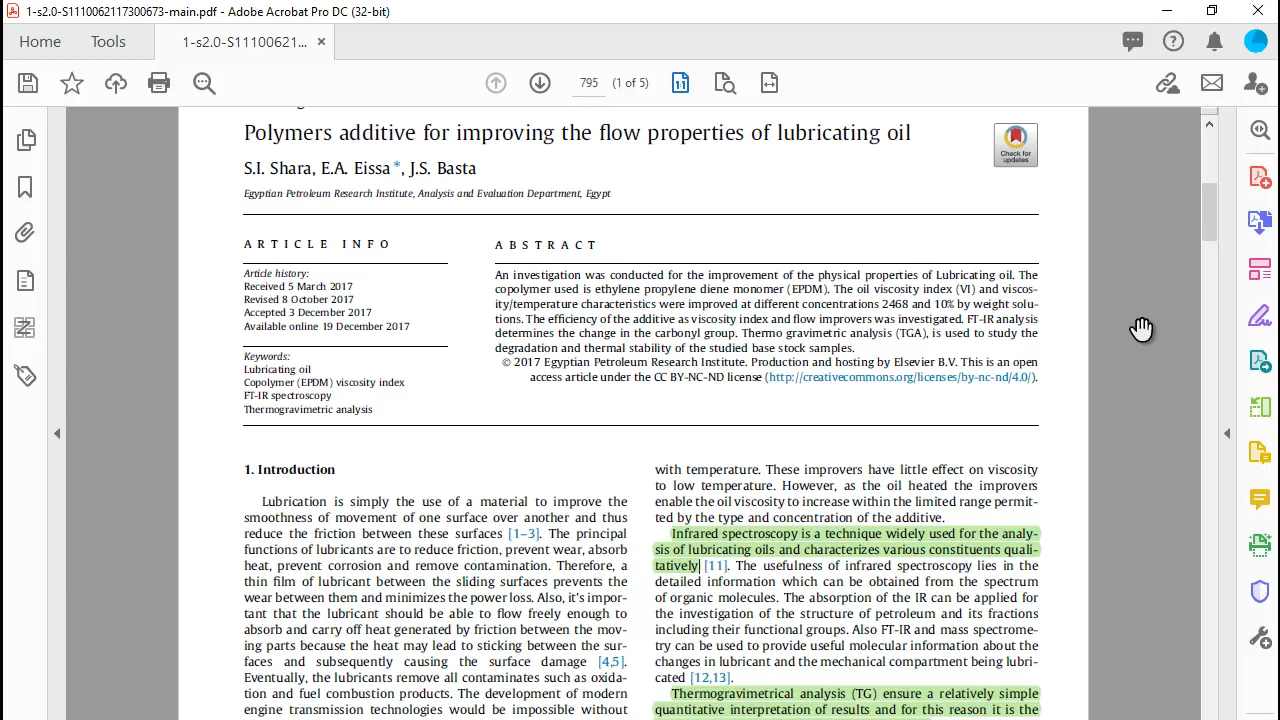 1-s2.0-S1110062117300673-main.pdf - Adobe Acrobat Pro DC (32-bit)
Home
Tools
1-s2.0-S11100621...
795
(1 of 5)
Polymers additive for improving the flow properties of lubricating oil
Check for
updates
S.I. Shara, E.A. Eissa *, J.S. Basta
Egyptian Petroleum Research Institute, Analysis and Evaluation Department, Egypt
ARTICLE INFO
Article history:
Received 5 March 2017
Revised 8 October 2017
Accepted 3 December 2017
Available online 19 December 2017
Keywords:
Lubricating oil
Copolymer (EPDM) viscosity index
FT-IR spectroscopy
Thermogravimetric analysis
ABSTRACT
An investigation was conducted for the improvement of the physical properties of Lubricating oil. The
copolymer used is ethylene propylene diene monomer (EPDM). The oil viscosity index (VI) and viscos-
ity/temperature characteristics were improved at different concentrations 2468 and 10% by weight solu-
tions. The efficiency of the additive as viscosity index and flow improvers was investigated. FT-IR analysis
determines the change in the carbonyl group. Thermo gravimetric analysis (TGA), is used to study the
degradation and thermal stability of the studied base stock samples.
© 2017 Egyptian Petroleum Research Institute. Production and hosting by Elsevier B.V. This is an open
access article under the CC BY-NC-ND license (http://creativecommons.org/licenses/by-nc-nd/4.0/).
1. Introduction
Lubrication is simply the use of a material to improve the
smoothness of movement of one surface over another and thus
reduce the friction between these surfaces [1–3]. The principal
functions of lubricants are to reduce friction, prevent wear, absorb
heat, prevent corrosion and remove contamination. Therefore, a
thin film of lubricant between the sliding surfaces prevents the
wear between them and minimizes the power loss. Also, it's impor-
tant that the lubricant should be able to flow freely enough to
absorb and carry off heat generated by friction between the mov-
ing parts because the heat may lead to sticking between the sur-
faces and subsequently causing the surface damage [4,5].
Eventually, the lubricants remove all contaminates such as oxida-
tion and fuel combustion products. The development of modern
engine transmission technologies would be impossible without
with temperature. These improvers have little effect on viscosity
to low temperature. However, as the oil heated the improvers
enable the oil viscosity to increase within the limited range permit-
ted by the type and concentration of the additive.
Infrared spectroscopy is a technique widely used for the analy-
sis of lubricating oils and characterizes various constituents quali-
tatively [11]. The usefulness of infrared spectroscopy lies in the
detailed information which can be obtained from the spectrum
of organic molecules. The absorption of the IR can be applied for
the investigation of the structure of petroleum and its fractions
including their functional groups. Also FT-IR and mass spectrome-
try can be used to provide useful molecular information about the
changes in lubricant and the mechanical compartment being lubri-
cated [12,13].
Thermogravimetrical analysis (TG) ensure a relatively simple
quantitative interpretation of results and for this reason it is the